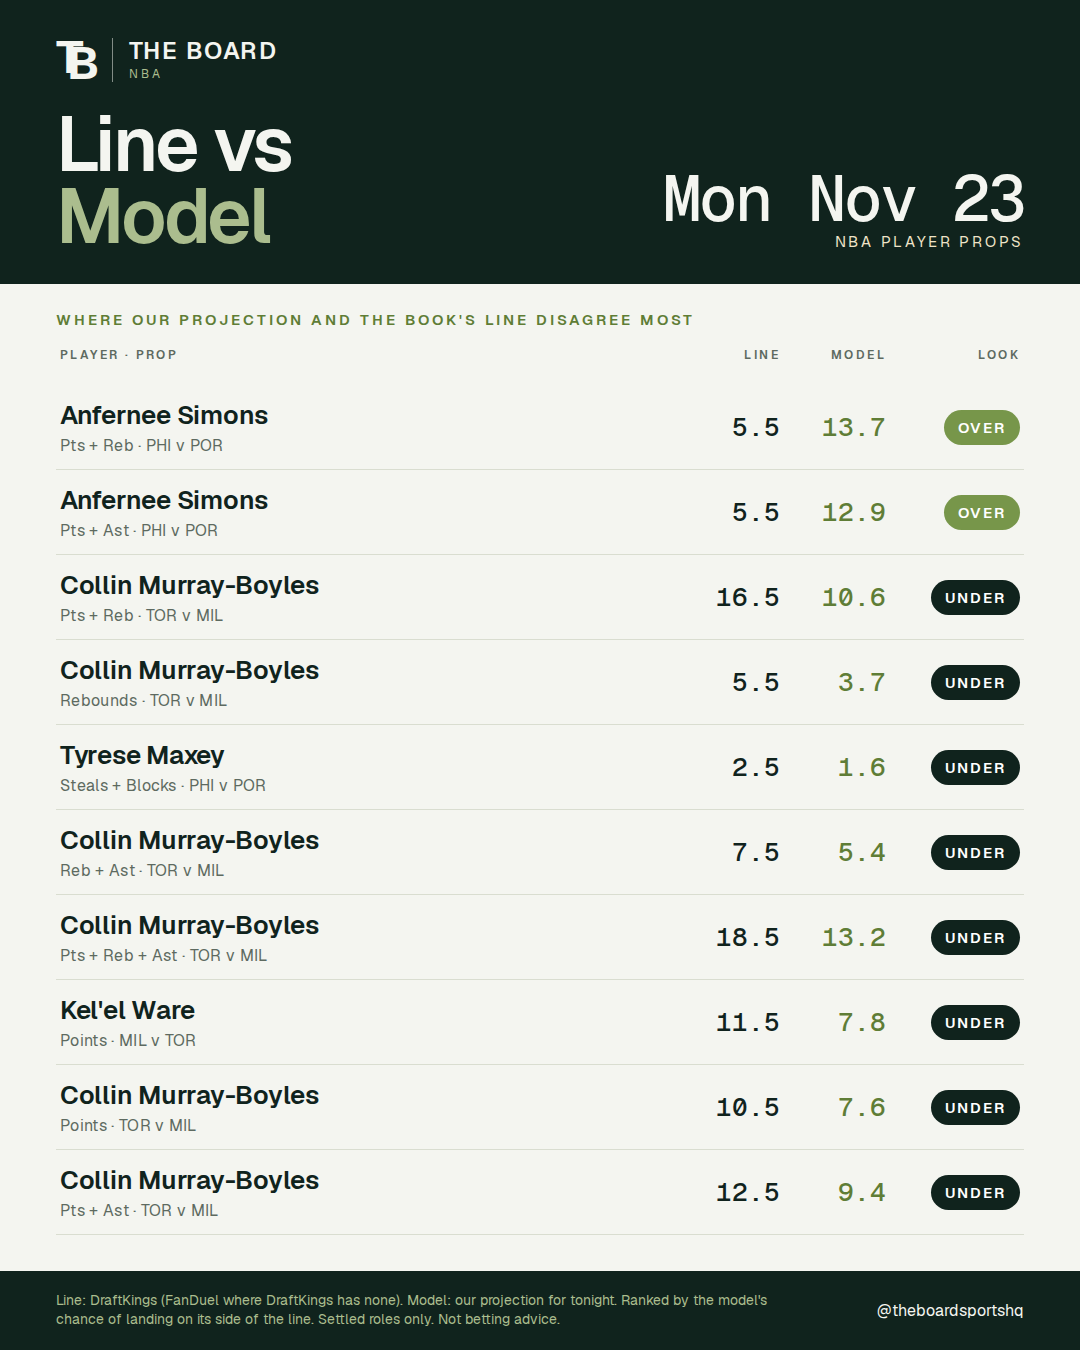 TB
THE BOARD
NBA
Line vs
Model
Mon Nov 23
NBA PLAYER PROPS
WHERE OUR PROJECTION AND THE BOOK'S LINE DISAGREE MOST
PLAYER · PROP LINE MODEL LOOK
Anfernee Simons
Pts + Reb · PHI v POR
5.5 13.7 OVER
Anfernee Simons
Pts + Ast · PHI v POR
5.5 12.9 OVER
Collin Murray-Boyles
Pts + Reb · TOR v MIL
16.5 10.6 UNDER
Collin Murray-Boyles
Rebounds · TOR v MIL
5.5 3.7 UNDER
Tyrese Maxey
Steals + Blocks · PHI v POR
2.5 1.6 UNDER
Collin Murray-Boyles
Reb + Ast · TOR v MIL
7.5 5.4 UNDER
Collin Murray-Boyles
Pts + Reb + Ast · TOR v MIL
18.5 13.2 UNDER
Kel'el Ware
Points · MIL v TOR
11.5 7.8 UNDER
Collin Murray-Boyles
Points · TOR v MIL
10.5 7.6 UNDER
Collin Murray-Boyles
Pts + Ast · TOR v MIL
12.5 9.4 UNDER
Line: DraftKings (FanDuel where DraftKings has none). Model: our projection for tonight. Ranked by the model's
chance of landing on its side of the line. Settled roles only. Not betting advice.
@theboardsportshq